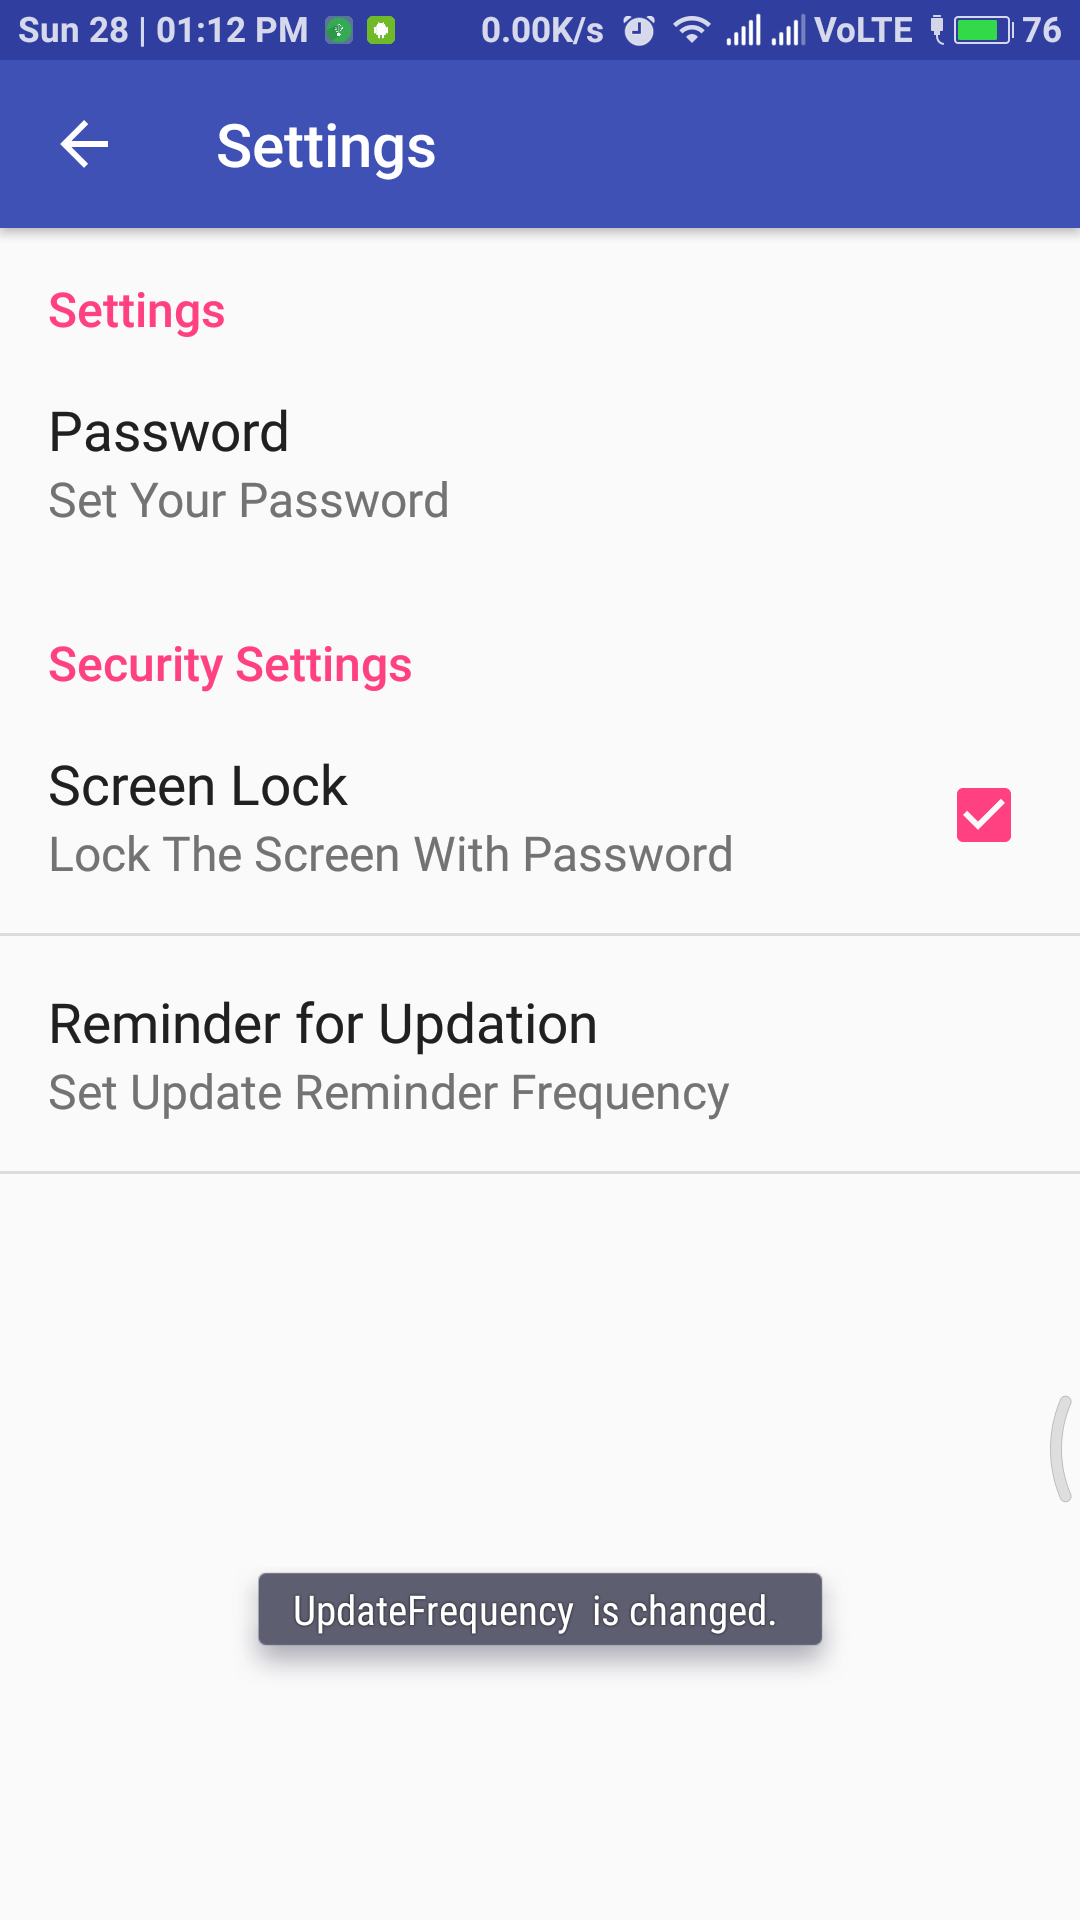 Sun 28 | 01:12 PM 0.00K/s VoLTE 76
Settings
Settings
Password
Set Your Password
Security Settings
Screen Lock
Lock The Screen With Password
Reminder for Updation
Set Update Reminder Frequency
UpdateFrequency  is changed.